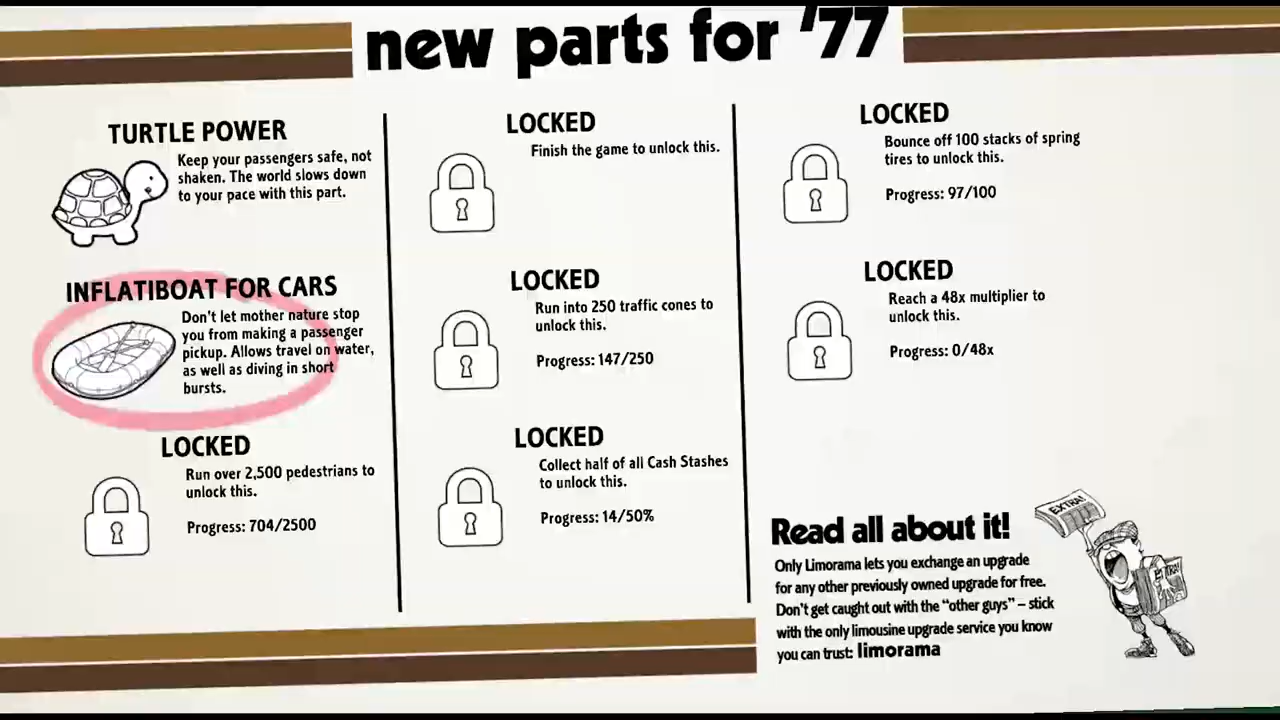 new parts for '77
TURTLE POWER
Keep your passengers safe, not
shaken. The world slows down
to your pace with this part.
INFLATIBOAT FOR CARS
Don't let mother nature stop
you from making a passenger
pickup. Allows travel on water,
as well as diving in short
bursts.
LOCKED
Run over 2,500 pedestrians to
unlock this.
Progress: 704/2500
LOCKED
Finish the game to unlock this.
LOCKED
Run into 250 traffic cones to
unlock this.
Progress: 147/250
LOCKED
Collect half of all Cash Stashes
to unlock this.
Progress: 14/50%
LOCKED
Bounce off 100 stacks of spring
tires to unlock this.
Progress: 97/100
LOCKED
Reach a 48x multiplier to
unlock this.
Progress: 0/48x
EXTRA!
Read all about it!
Only Limorama lets you exchange an upgrade
for any other previously owned upgrade for free.
Don't get caught out with the “other guys” – stick
with the only limousine upgrade service you know
you can trust: limorama